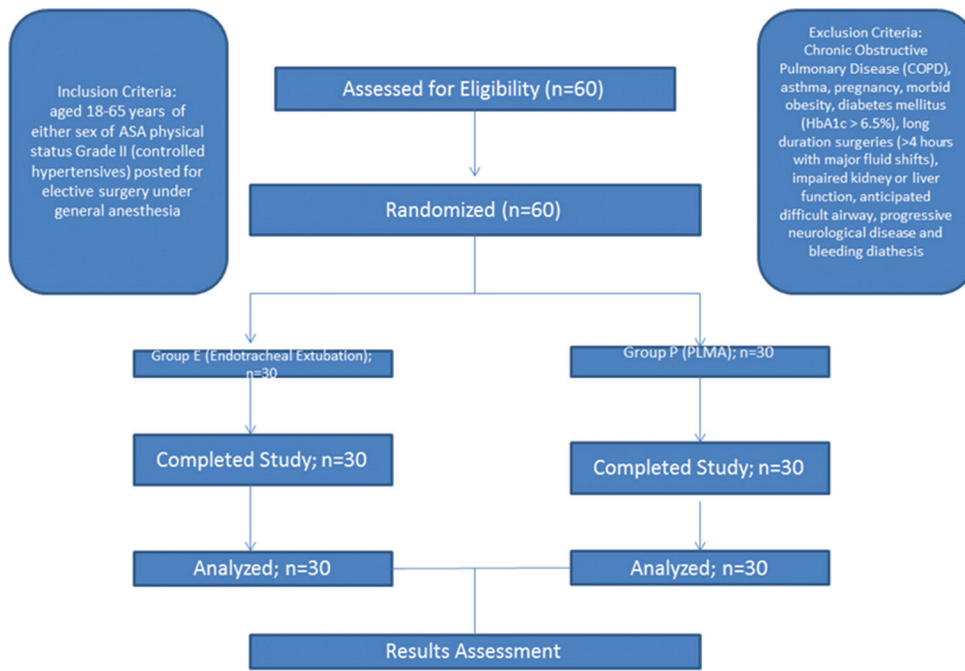 Inclusion Criteria:
aged 18-65 years of
either sex of ASA physical
status Grade II (controlled
hypertensives) posted for
elective surgery under
general anesthesia
Assessed for Eligibility (n=60)
Exclusion Criteria:
Chronic Obstructive
Pulmonary Disease (COPD),
asthma, pregnancy, morbid
obesity, diabetes mellitus
(HbA1c > 6.5%), long
duration surgeries (>4 hours
with major fluid shifts),
impaired kidney or liver
function, anticipated
difficult airway, progressive
neurological disease and
bleeding diathesis
Randomized (n=60)
Group E (Endotracheal Extubation);
n=30
Group P (PLMA); n=30
Completed Study; n=30
Completed Study; n=30
Analyzed; n=30
Analyzed; n=30
Results Assessment